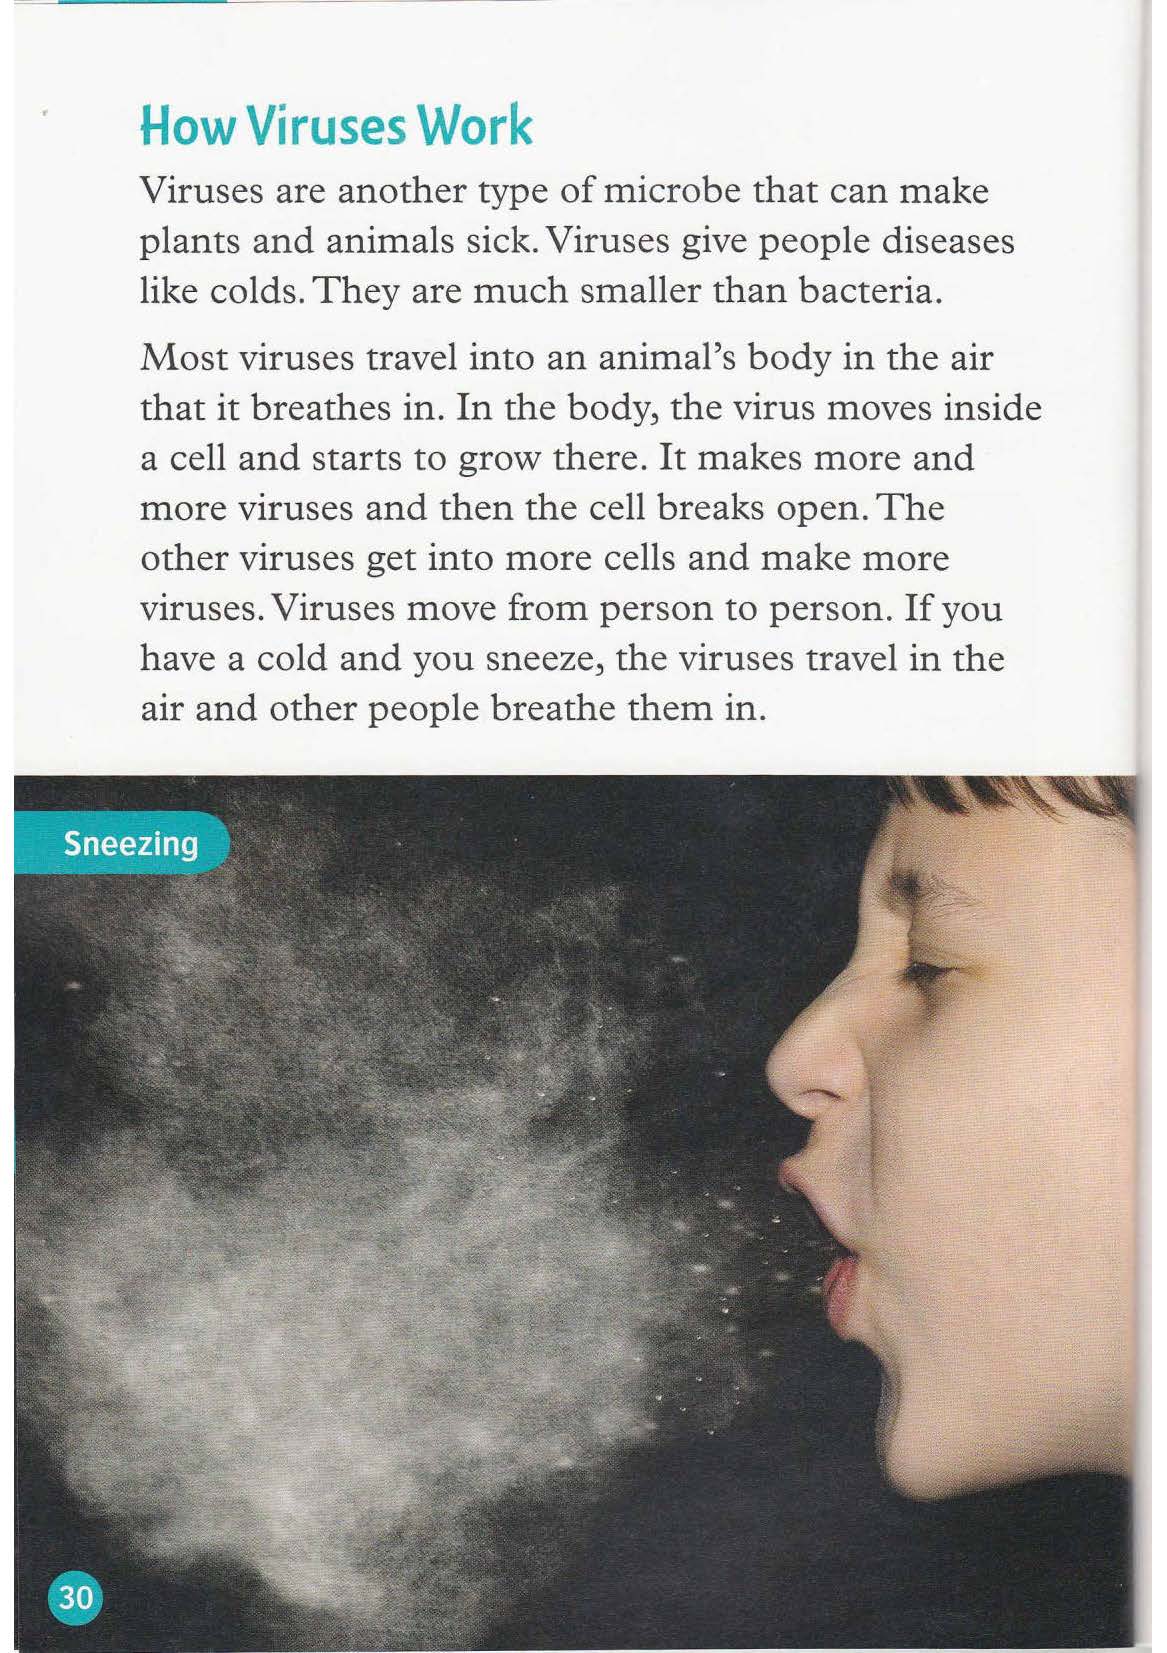 How Viruses Work
Viruses are another type of microbe that can make
plants and animals sick. Viruses give people diseases
like colds. They are much smaller than bacteria.
Most viruses travel into an animal's body in the air
that it breathes in. In the body, the virus moves inside
a cell and starts to grow there. It makes more and
more viruses and then the cell breaks open. The
other viruses get into more cells and make more
viruses. Viruses move from person to person. If you
have a cold and you sneeze, the viruses travel in the
air and other people breathe them in.
Sneezing
30